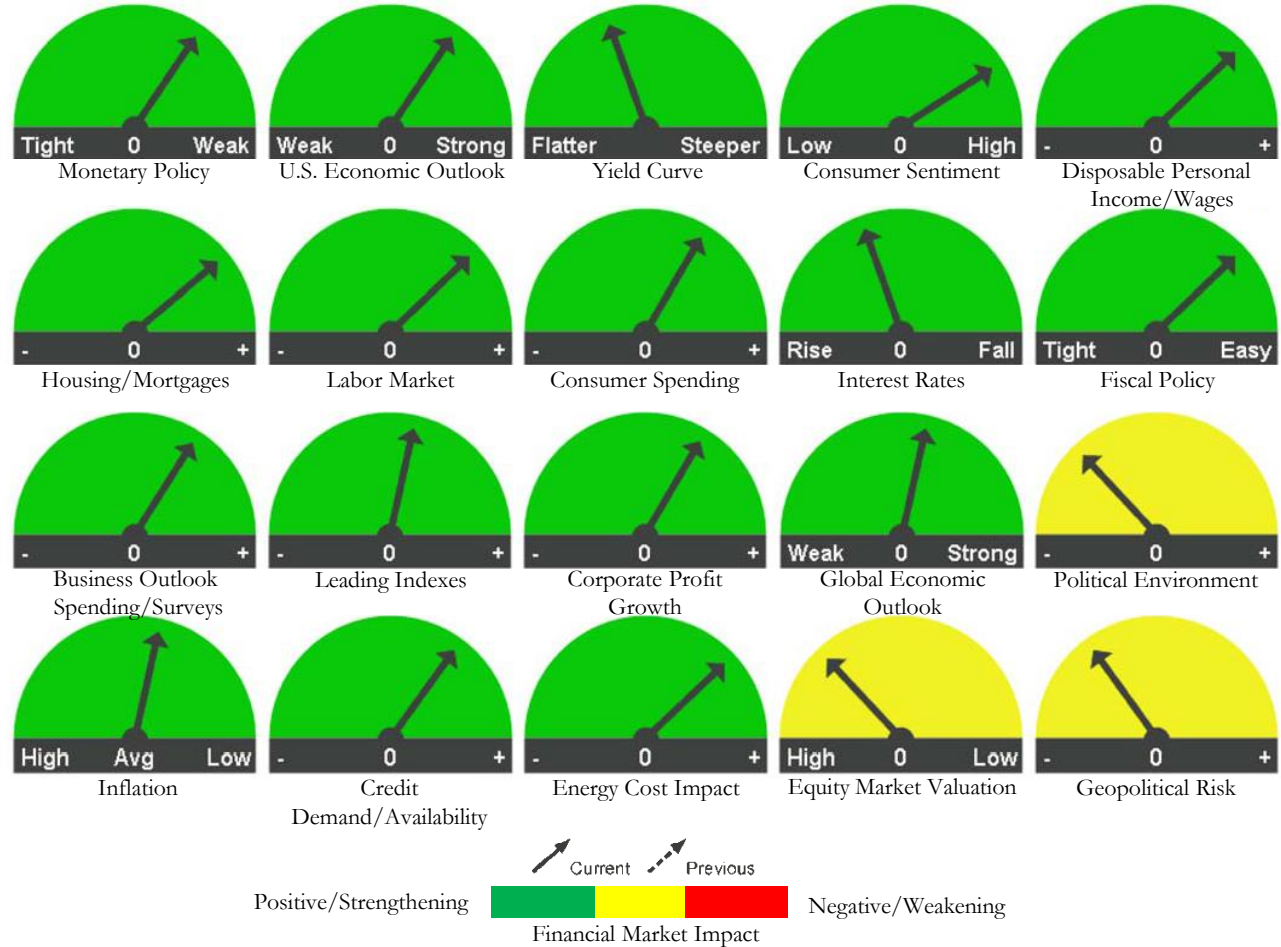 Tight 0 Weak
Monetary Policy
Weak 0 Strong
U.S. Economic Outlook
Flatter Steeper
Yield Curve
Low 0 High
Consumer Sentiment
- 0 +
Disposable Personal
Income/Wages
- 0 +
Housing/Mortgages
- 0 +
Labor Market
- 0 +
Consumer Spending
Rise 0 Fall
Interest Rates
Tight 0 Easy
Fiscal Policy
- 0 +
Business Outlook
Spending/Surveys
- 0 +
Leading Indexes
- 0 +
Corporate Profit
Growth
Weak 0 Strong
Global Economic
Outlook
- 0 +
Political Environment
High Avg Low
Inflation
- 0 +
Credit
Demand/Availability
- 0 +
Energy Cost Impact
High 0 Low
Equity Market Valuation
- 0 +
Geopolitical Risk
Current Previous
Positive/Strengthening Negative/Weakening
Financial Market Impact